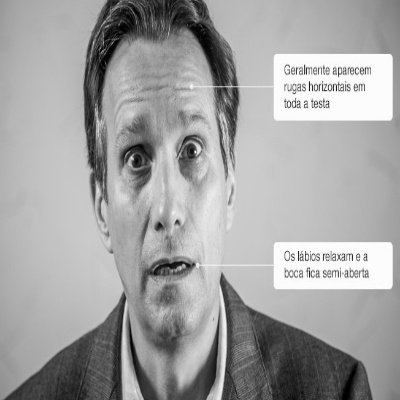 Geralmente aparecem
rugas horizontais em
toda a testa
Os lábios relaxam e a
boca fica semi-aberta